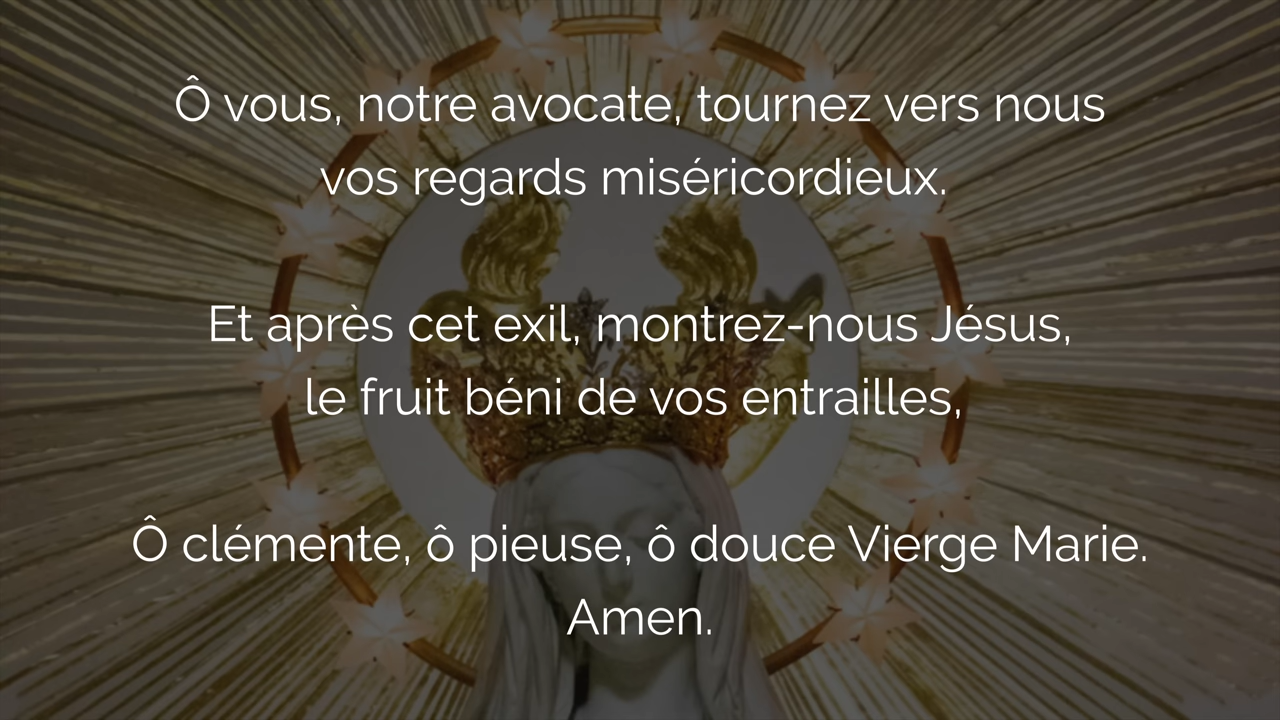 Ô vous, notre avocate, tournez vers nous
vos regards miséricordieux.
Et après cet exil, montrez-nous Jésus,
le fruit béni de vos entrailles,
Ô clémente, ô pieuse, ô douce Vierge Marie.
Amen.